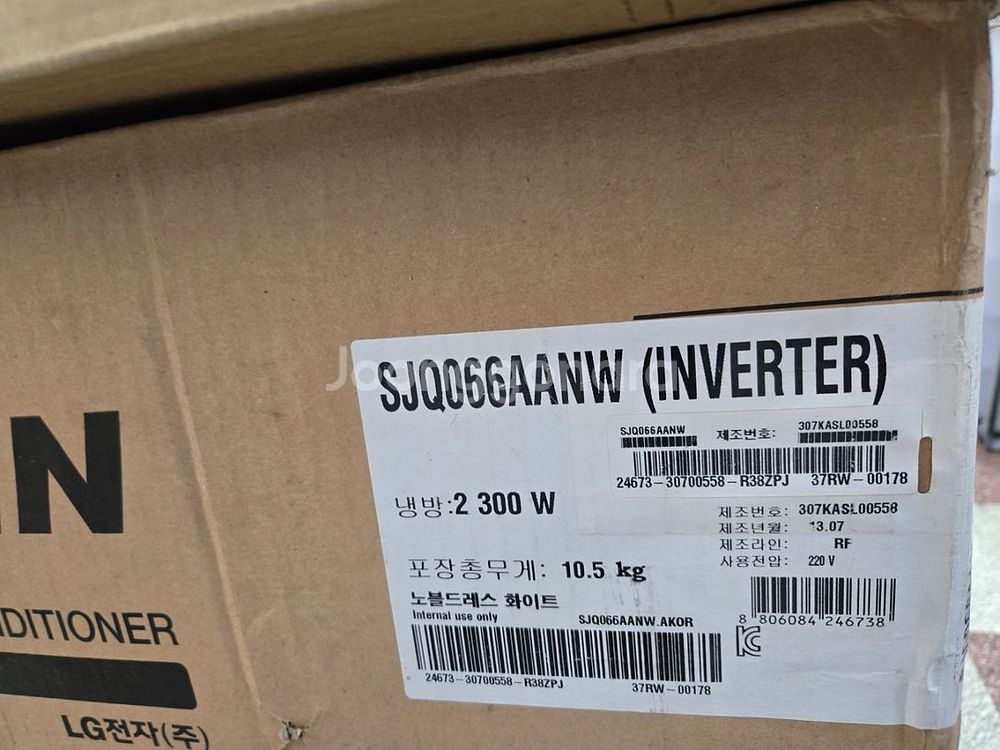 SJQ066AANW (INVERTER)
SJQ066AANW 제조번호: 307KASL00558
24673-30700558-R38ZPJ 37RW-00178
냉방:2 300 W
제조번호: 307KASL00558
제조년월: 13.07
제조라인: RF
사용전압: 220 V
포장총무게: 10.5 kg
노블드레스 화이트
Internal use only SJQ066AANW.AKOR
24673-30700558-R38ZPJ 37RW-00178
8 806084 246738
NDITIONER
LG전자(주)